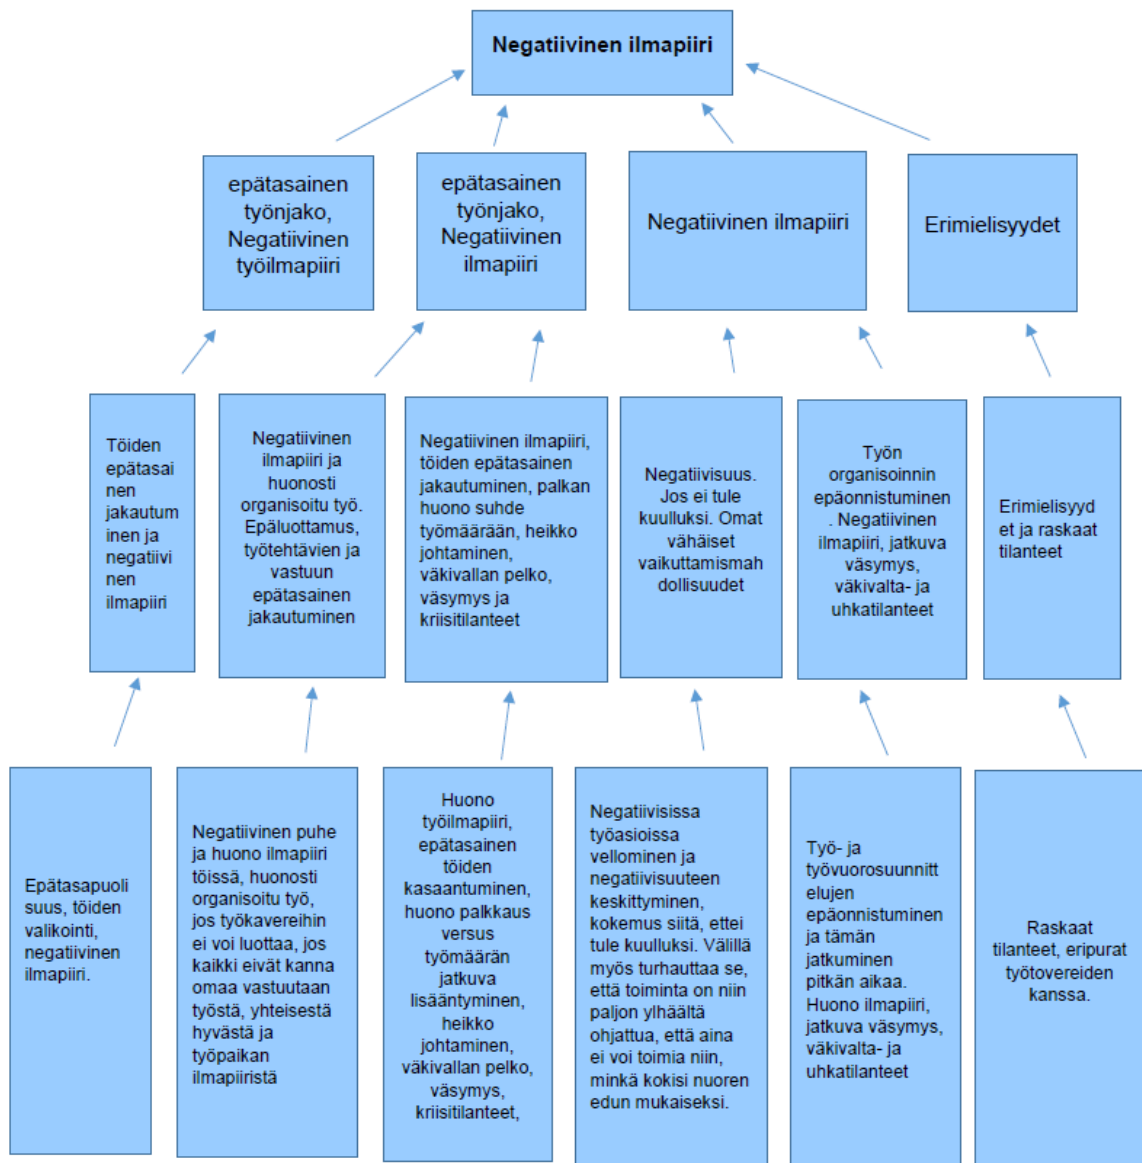 Negatiivinen ilmapiiri
epätasainen
työnjako,
Negatiivinen
työilmapiiri
epätasainen
työnjako,
Negatiivinen
ilmapiiri
Negatiivinen ilmapiiri
Erimielisyydet
Töiden
epätasai
nen
jakautum
inen ja
negatiivi
nen
ilmapiiri
Negatiivinen
ilmapiiri ja
huonosti
organisoitu työ.
Epäluottamus,
työtehtävien ja
vastuun
epätasainen
jakautuminen
Negatiivinen ilmapiiri,
töiden epätasainen
jakautuminen, palkan
huono suhde
työmäärään, heikko
johtaminen,
väkivallan pelko,
väsymys ja
kriisitilanteet
Negatiivisuus.
Jos ei tule
kuulluksi. Omat
vähäiset
vaikuttamismah
dollisuudet
Työn
organisoinnin
epäonnistuminen
. Negatiivinen
ilmapiiri, jatkuva
väsymys,
väkivalta- ja
uhkatilanteet
Erimielisyyd
et ja raskaat
tilanteet
Epätasapuoli
suus, töiden
valikointi,
negatiivinen
ilmapiiri.
Negatiivinen puhe
ja huono ilmapiiri
töissä, huonosti
organisoitu työ,
jos työkavereihin
ei voi luottaa, jos
kaikki eivät kanna
omaa vastuutaan
työstä, yhteisestä
hyvästä ja
työpaikan
ilmapiiristä
Huono
työilmapiiri,
epätasainen
töiden
kasaantuminen,
huono palkkaus
versus
työmäärän
jatkuva
lisääntyminen,
heikko
johtaminen,
väkivallan pelko,
väsymys,
kriisitilanteet,
Negatiivisissa
työasioissa
vellominen ja
negatiivisuuteen
keskittyminen,
kokemus siitä, ettei
tule kuulluksi. Välillä
myös turhauttaa se,
että toiminta on niin
paljon ylhäältä
ohjattua, että aina
ei voi toimia niin,
minkä kokisi nuoren
edun mukaiseksi.
Työ- ja
työvuorosuunnitt
elujen
epäonnistuminen
ja tämän
jatkuminen
pitkän aikaa.
Huono ilmapiiri,
jatkuva väsymys,
väkivalta- ja
uhkatilanteet
Raskaat
tilanteet, eripurat
työtovereiden
kanssa.